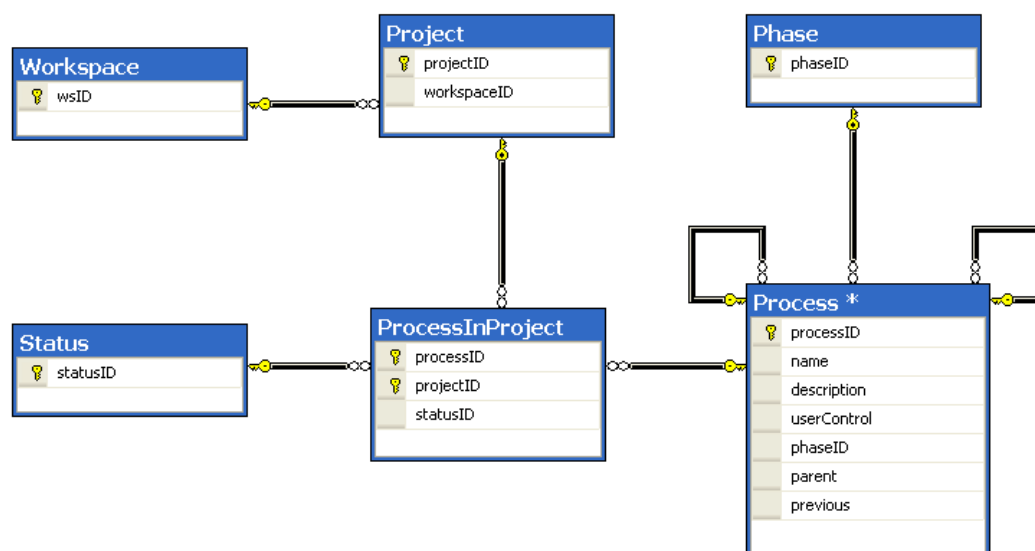 Workspace
wsID
Project
projectID
workspaceID
Phase
phaseID
Status
statusID
ProcessInProject
processID
projectID
statusID
Process *
processID
name
description
userControl
phaseID
parent
previous